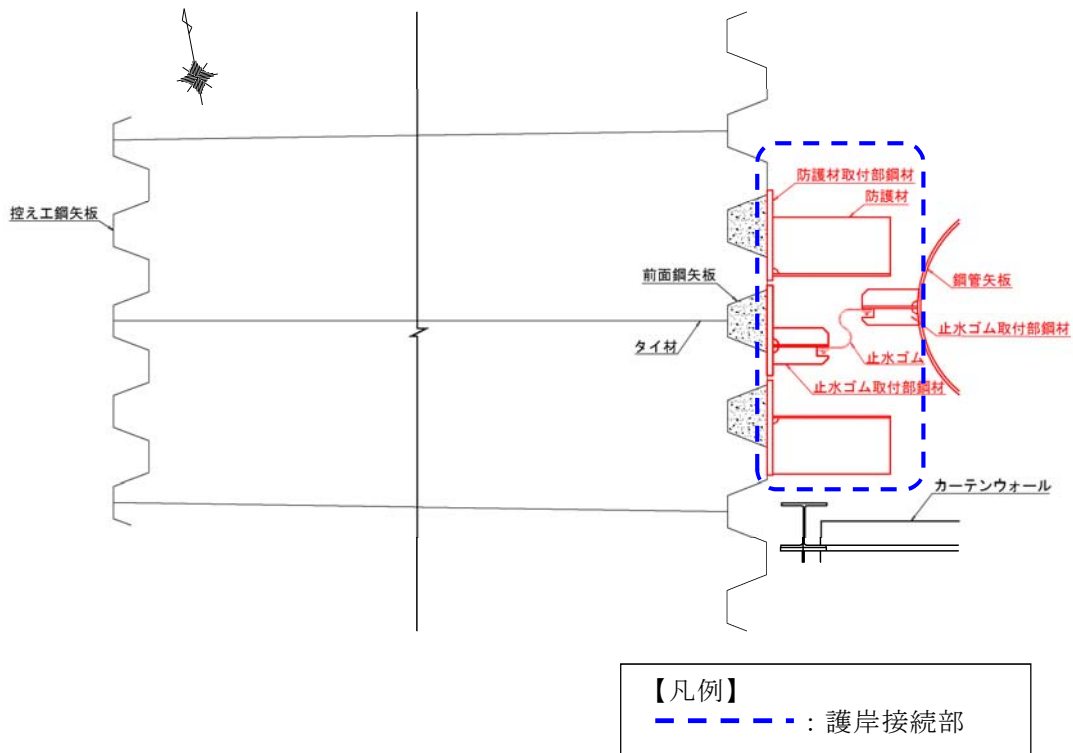 防護材取付部鋼材
防護材
控え工鋼矢板
前面鋼矢板
鋼管矢板
止水ゴム取付部鋼材
タイ材
止水ゴム
止水ゴム取付部鋼材
カーテンウォール
【凡例】
：護岸接続部